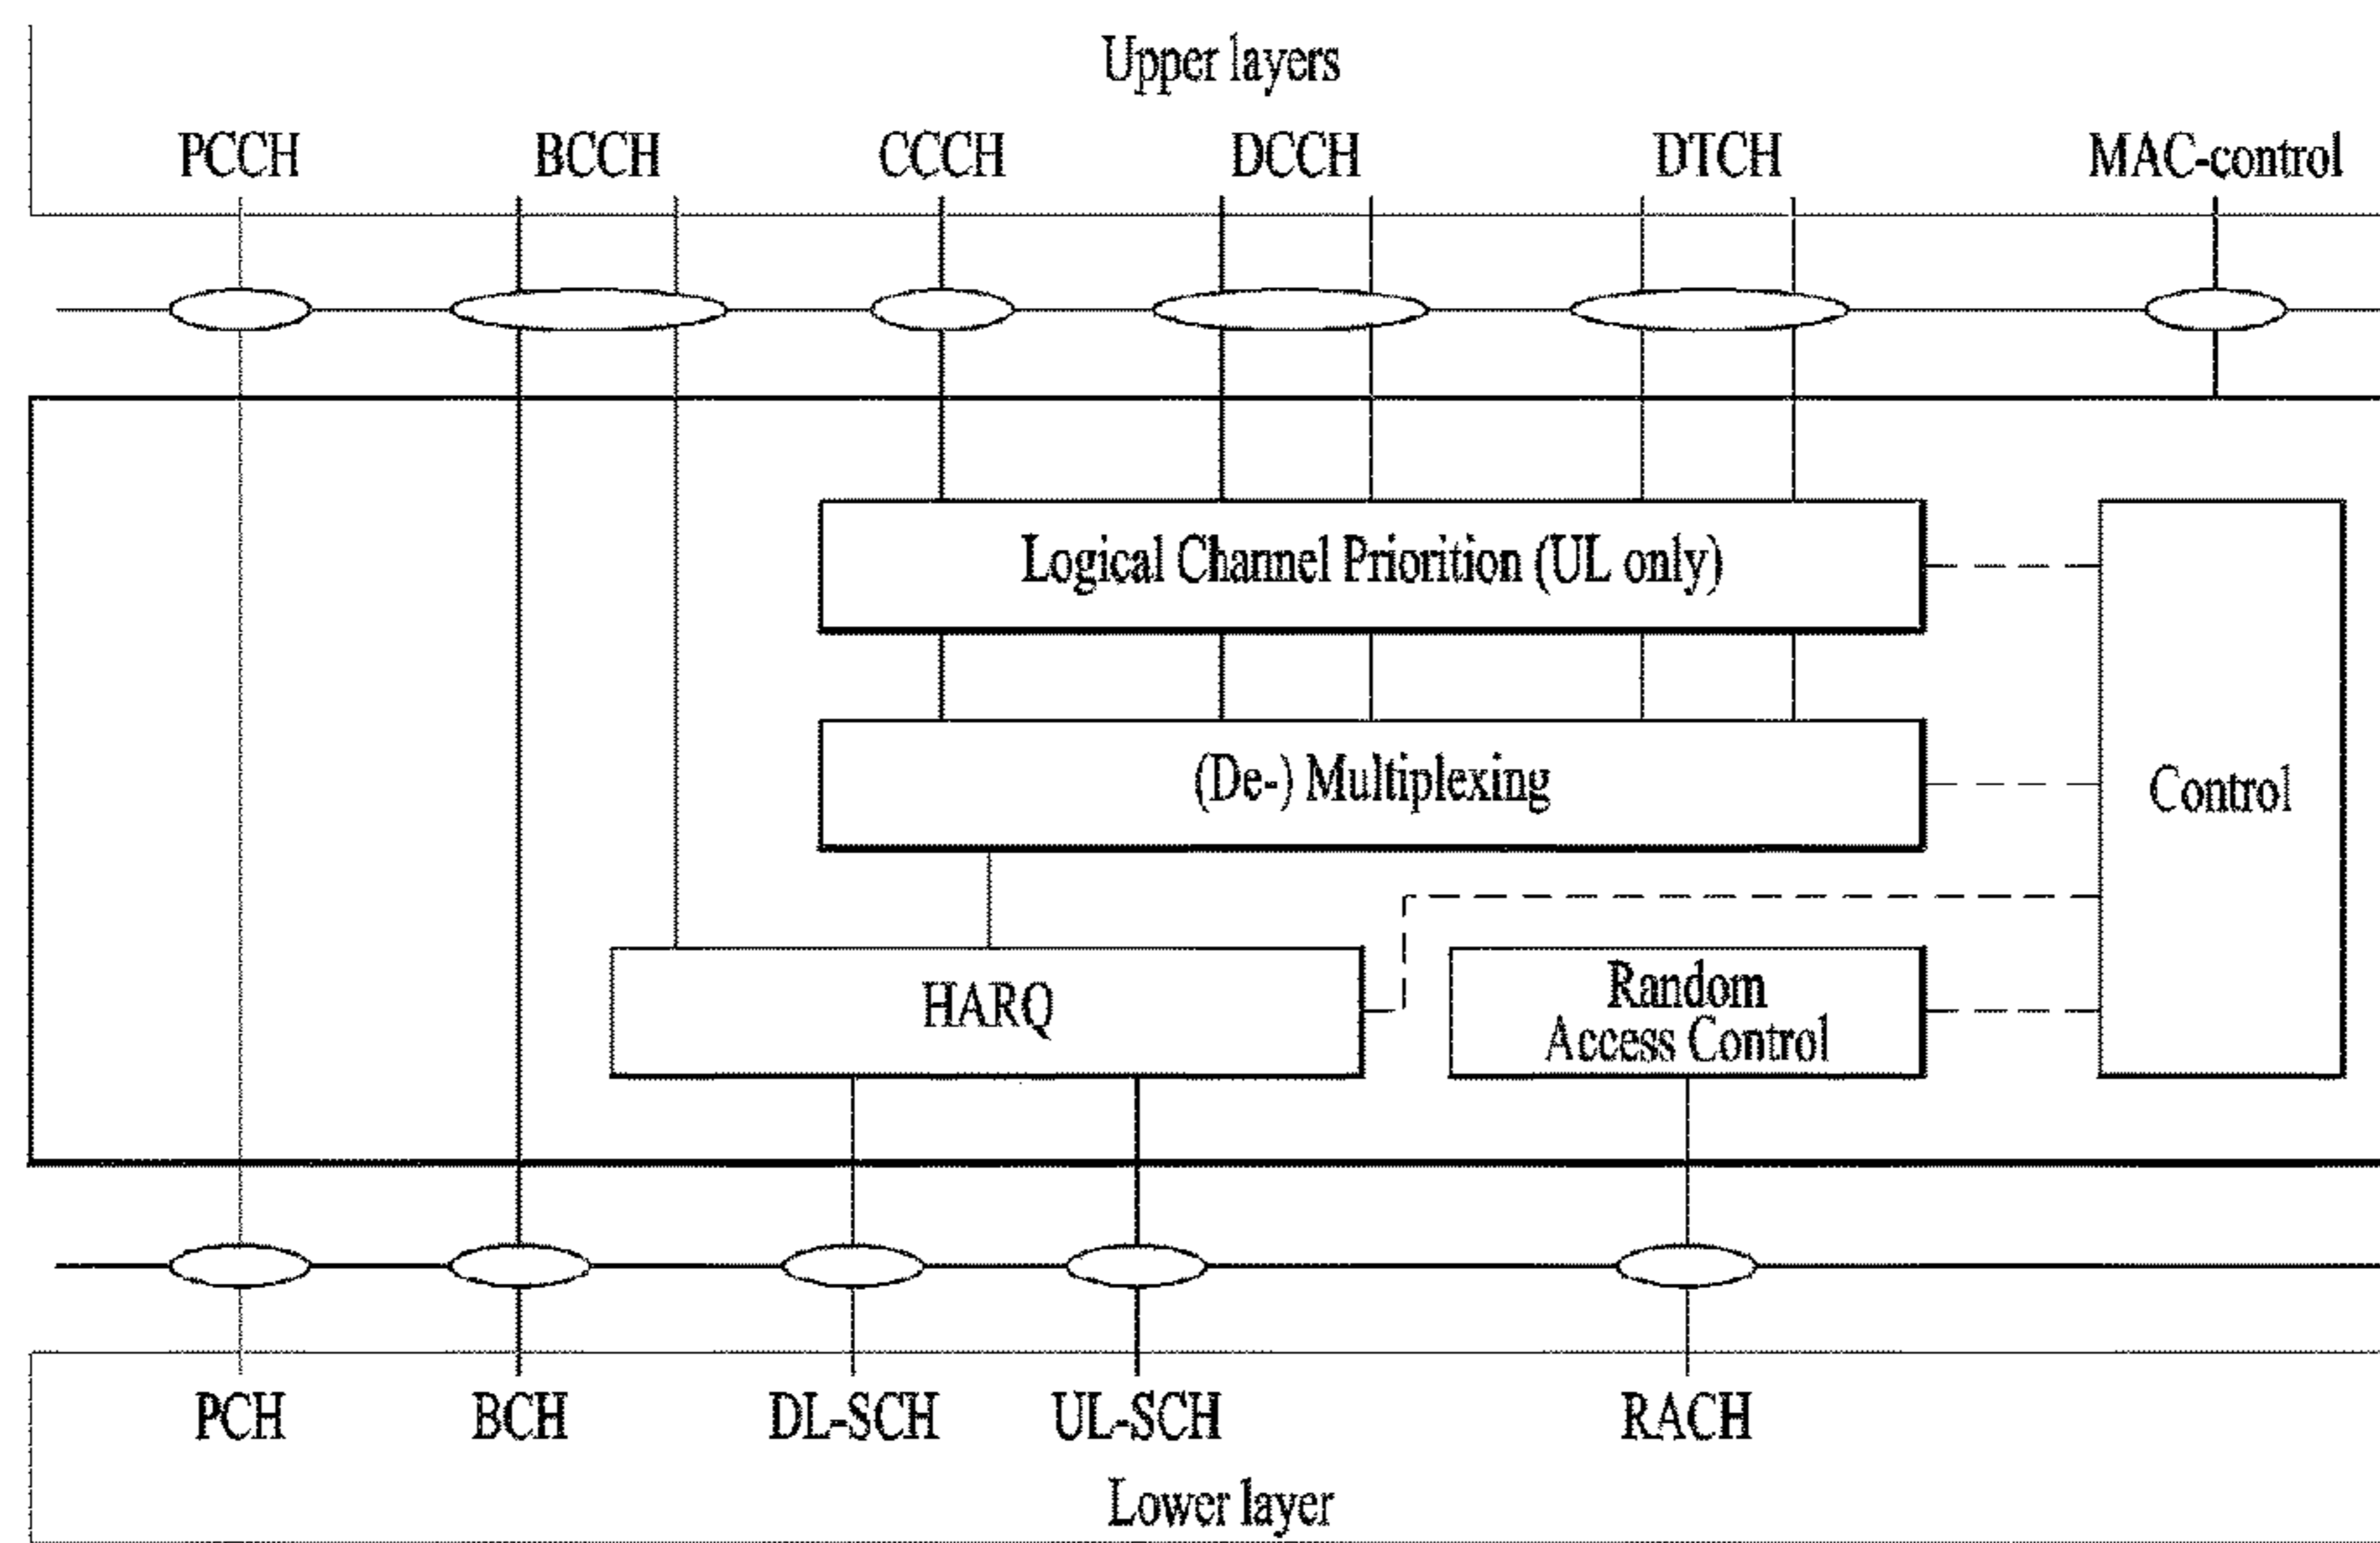 Upper layers
PCCH BCCH CCCH DCCH DTCH MAC-control
Logical Channel Priorition (UL only)
(De-) Multiplexing
Control
HARQ
Random
Access Control
PCH BCH DL-SCH UL-SCH RACH
Lower layer